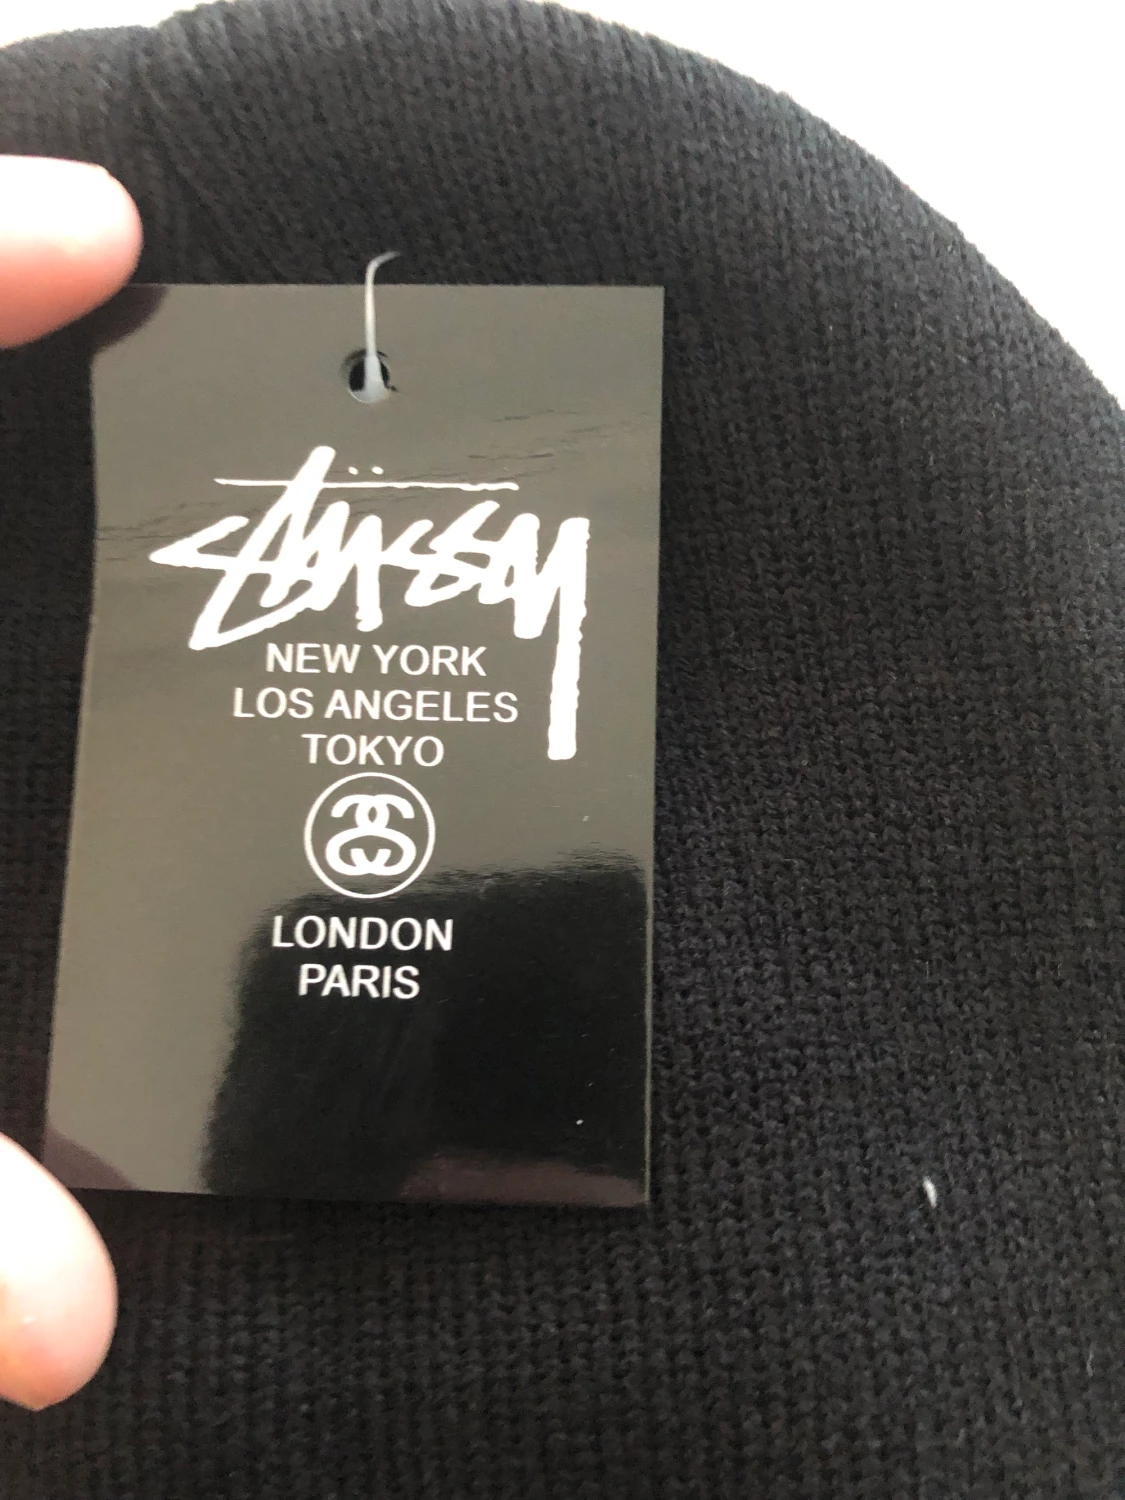 Stüssy
NEW YORK
LOS ANGELES
TOKYO
LONDON
PARIS